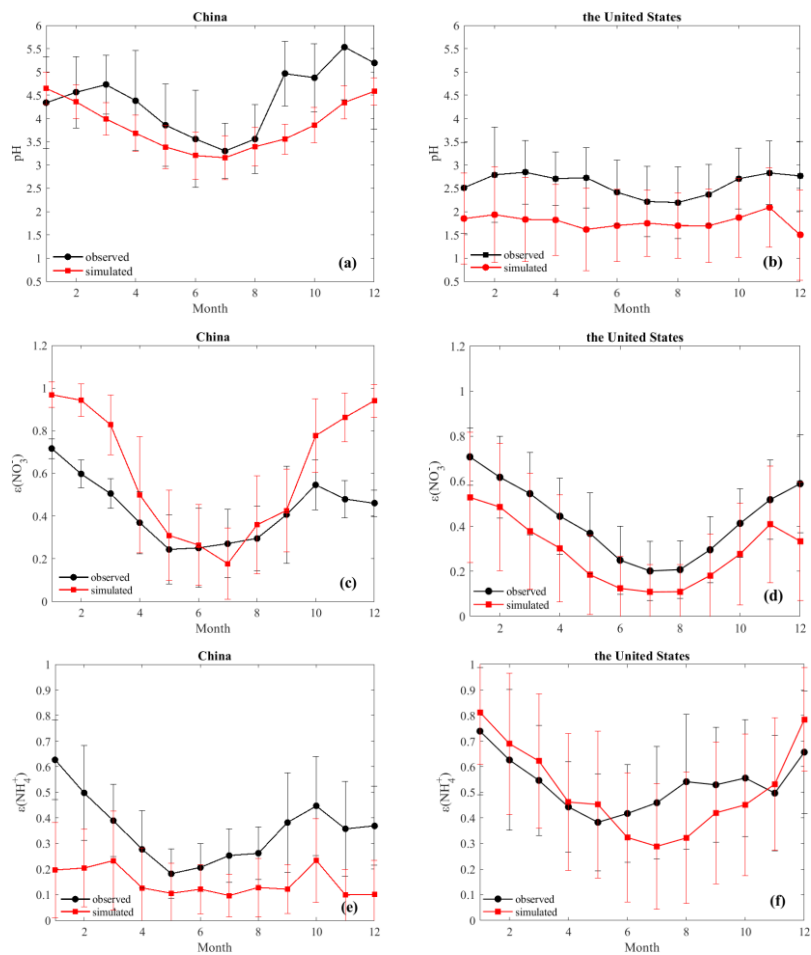 China
6
5.5
5
4.5
4
3.5
3
2.5
2
1.5
1
0.5
pH
observed
simulated
(a)
2 4 6 8 10 12
Month
the United States
6
5.5
5
4.5
4
3.5
3
2.5
2
1.5
1
0.5
pH
observed
simulated
(b)
2 4 6 8 10 12
Month
China
1.2
1
0.8
0.6
0.4
0.2
0
ε(NO₃⁻)
observed
simulated
(c)
2 4 6 8 10 12
Month
the United States
1.2
1
0.8
0.6
0.4
0.2
0
ε(NO₃⁻)
observed
simulated
(d)
2 4 6 8 10 12
Month
China
1
0.9
0.8
0.7
0.6
0.5
0.4
0.3
0.2
0.1
0
ε(NH₄⁺)
observed
simulated
(e)
2 4 6 8 10 12
Month
the United States
1
0.9
0.8
0.7
0.6
0.5
0.4
0.3
0.2
0.1
0
ε(NH₄⁺)
observed
simulated
(f)
2 4 6 8 10 12
Month